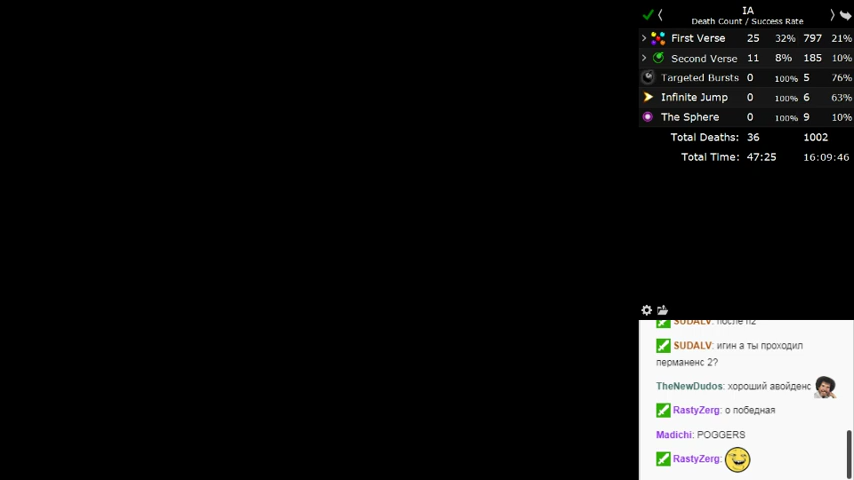 IA
Death Count / Success Rate
First Verse 25 32% 797 21%
Second Verse 11 8% 185 10%
Targeted Bursts 0 100% 5 76%
Infinite Jump 0 100% 6 63%
The Sphere 0 100% 9 10%
Total Deaths: 36 1002
Total Time: 47:25 16:09:46
SUDALV: после п2
SUDALV: игин а ты проходил
перманенс 2?
TheNewDudos: хороший авойденс
RastyZerg: о победная
Madichi: POGGERS
RastyZerg: